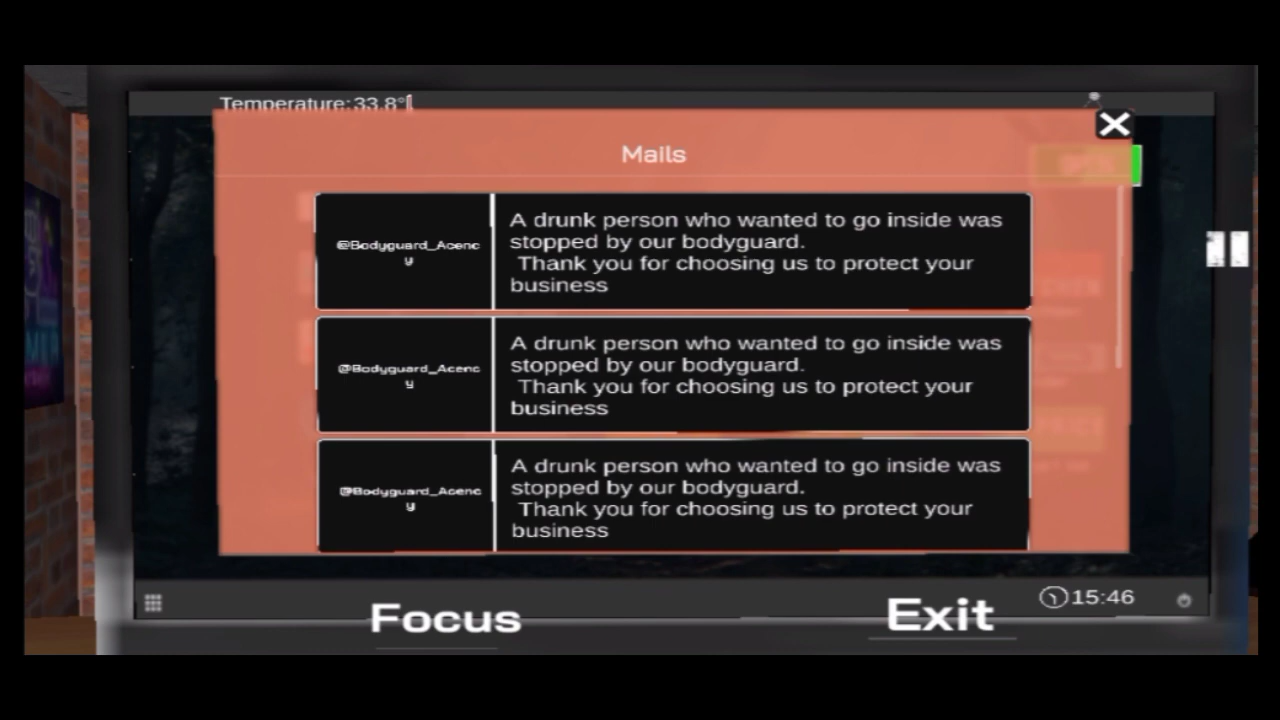 Temperature: 33.8°
Mails
@Bodyguard_Acenc
y
A drunk person who wanted to go inside was
stopped by our bodyguard.
Thank you for choosing us to protect your
business
@Bodyguard_Acenc
y
A drunk person who wanted to go inside was
stopped by our bodyguard.
Thank you for choosing us to protect your
business
@Bodyguard_Acenc
y
A drunk person who wanted to go inside was
stopped by our bodyguard.
Thank you for choosing us to protect your
business
Focus
Exit
15:46